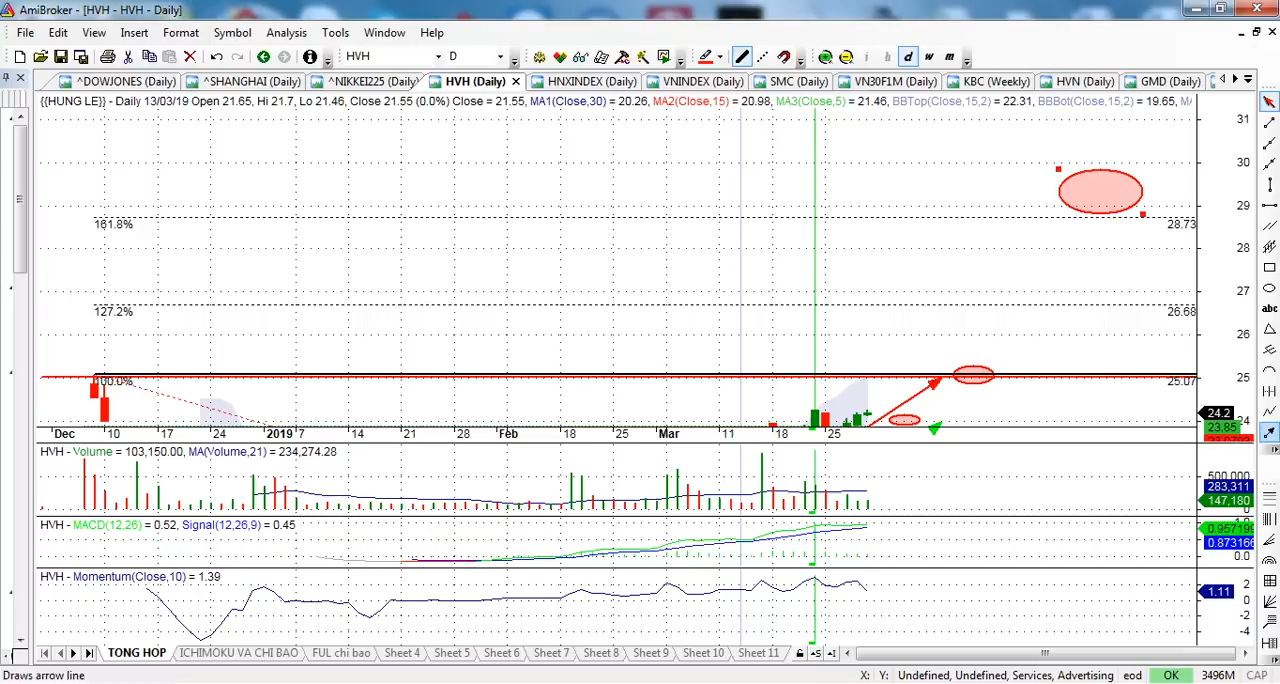 AmiBroker - [HVH - HVH - Daily]
File Edit View Insert Format Symbol Analysis Tools Window Help
HVH D i h d w m
^DOWJONES (Daily) ^SHANGHAI (Daily) ^NIKKEI225 (Daily) HVH (Daily) HNXINDEX (Daily) VNINDEX (Daily) SMC (Daily) VN30F1M (Daily) KBC (Weekly) HVN (Daily) GMD (Daily)
{{HUNG LE}} - Daily 13/03/19 Open 21.65, Hi 21.7, Lo 21.46, Close 21.55 (0.0%) Close = 21.55, MA1(Close,30) = 20.26, MA2(Close,15) = 20.98, MA3(Close,5) = 21.46, BBTop(Close,15,2) = 22.31, BBBot(Close,15,2) = 19.65,
31
30
29
161.8% 28.73
28
27
127.2% 26.68
26
25
100.0% 25.07
24.2
24
23.85
Dec 10 17 24 2019 7 14 21 28 Feb 18 25 Mar 11 18 25
HVH - Volume = 103,150.00, MA(Volume,21) = 234,274.28
500,000
283,311
147,180
HVH - MACD(12,26) = 0.52, Signal(12,26,9) = 0.45
0.957199
0.873166
0.0
HVH - Momentum(Close,10) = 1.39
2
1.11
0
-2
-4
TONG HOP ICHIMOKU VA CHI BAO FUL chi bao Sheet 4 Sheet 5 Sheet 6 Sheet 7 Sheet 8 Sheet 9 Sheet 10 Sheet 11
Draws arrow line X: Y: Undefined, Undefined, Services, Advertising eod OK 3496M CAP
abc